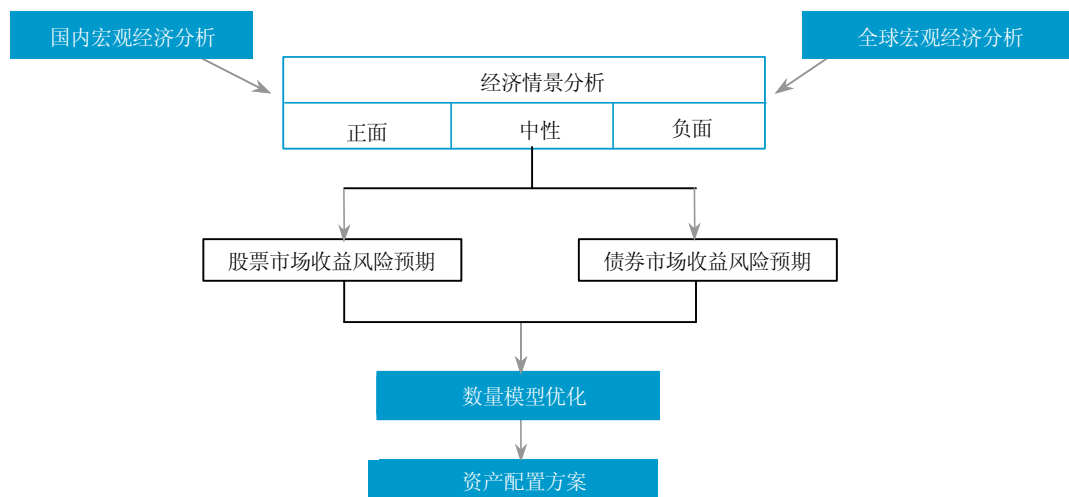 国内宏观经济分析
全球宏观经济分析
经济情景分析
正面
中性
负面
股票市场收益风险预期
债券市场收益风险预期
数量模型优化
资产配置方案